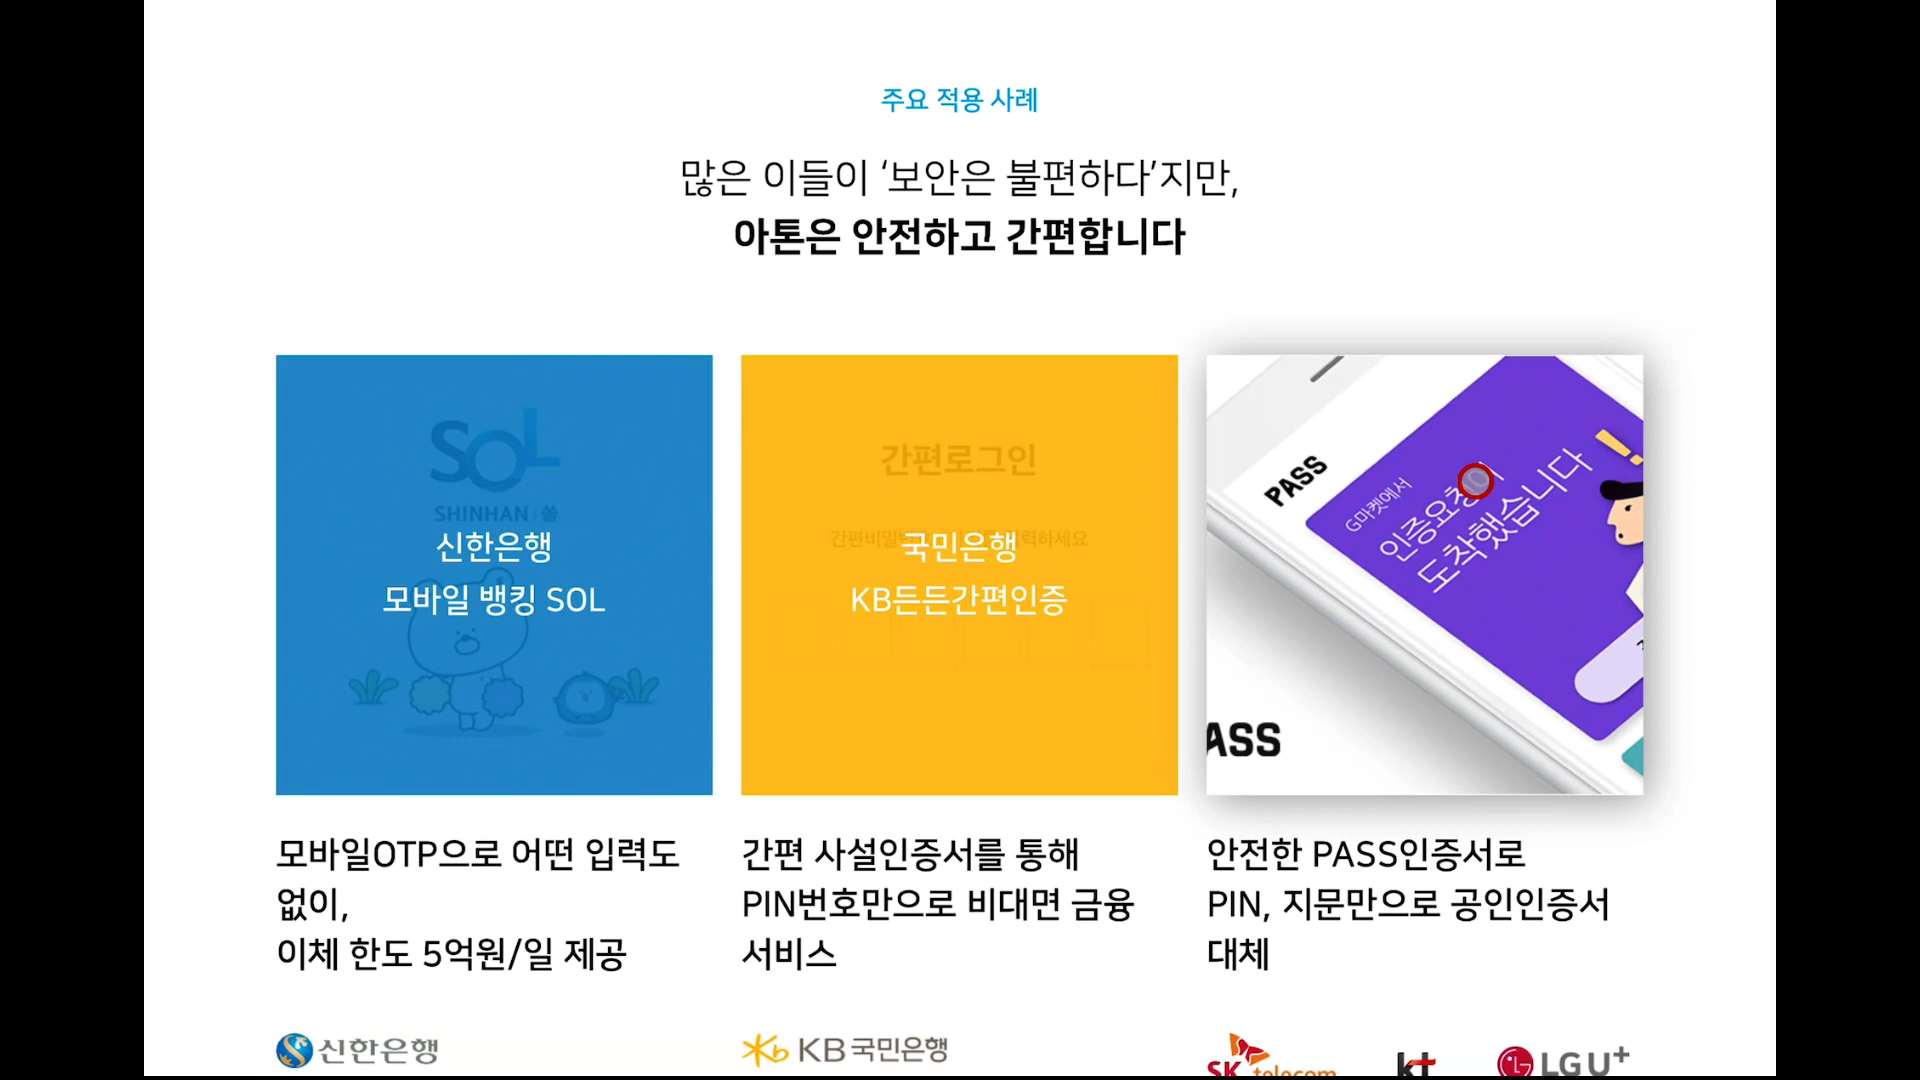 주요 적용 사례
많은 이들이 ‘보안은 불편하다’지만,
아톤은 안전하고 간편합니다
SOL
SHINHAN 쏠
신한은행
모바일 뱅킹 SOL
간편로그인
국민은행
KB든든간편인증
PASS
G마켓에서
인증요청이
도착했습니다
PASS
모바일OTP으로 어떤 입력도
없이,
이체 한도 5억원/일 제공
간편 사설인증서를 통해
PIN번호만으로 비대면 금융
서비스
안전한 PASS인증서로
PIN, 지문만으로 공인인증서
대체
신한은행
KB국민은행
SK telecom
kt
LG U+